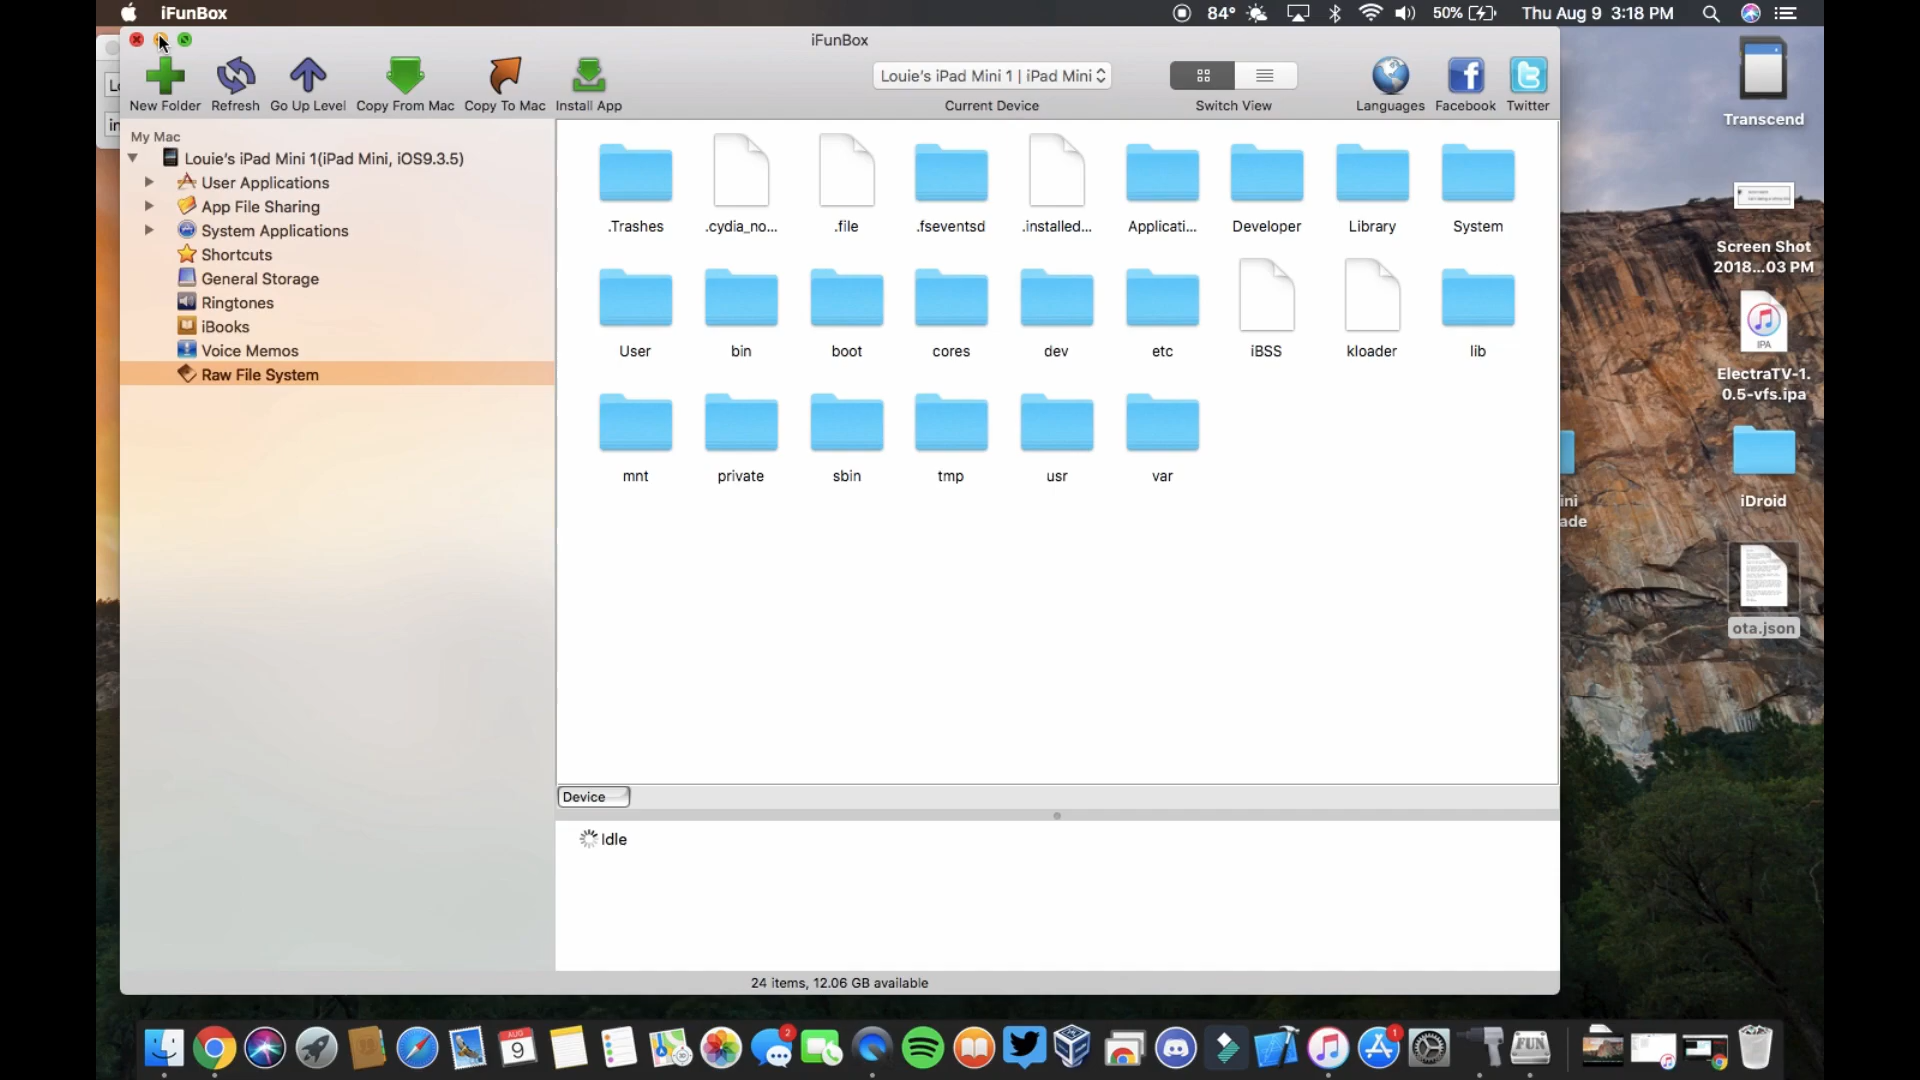 iFunBox
84°
50%
Thu Aug 9 3:18 PM
iFunBox
New Folder
Refresh
Go Up Level
Copy From Mac
Copy To Mac
Install App
Louie's iPad Mini 1 | iPad Mini
Current Device
Switch View
Languages
Facebook
Twitter
My Mac
Louie's iPad Mini 1(iPad Mini, iOS9.3.5)
User Applications
App File Sharing
System Applications
Shortcuts
General Storage
Ringtones
iBooks
Voice Memos
Raw File System
.Trashes
.cydia_no...
.file
.fseventsd
.installed...
Applicati...
Developer
Library
System
User
bin
boot
cores
dev
etc
iBSS
kloader
lib
mnt
private
sbin
tmp
usr
var
Device
Idle
24 items, 12.06 GB available
Transcend
Screen Shot
2018...03 PM
IPA
ElectraTV-1.
0.5-vfs.ipa
iDroid
ini
ade
ota.json
AUG
9
2
1
FUN